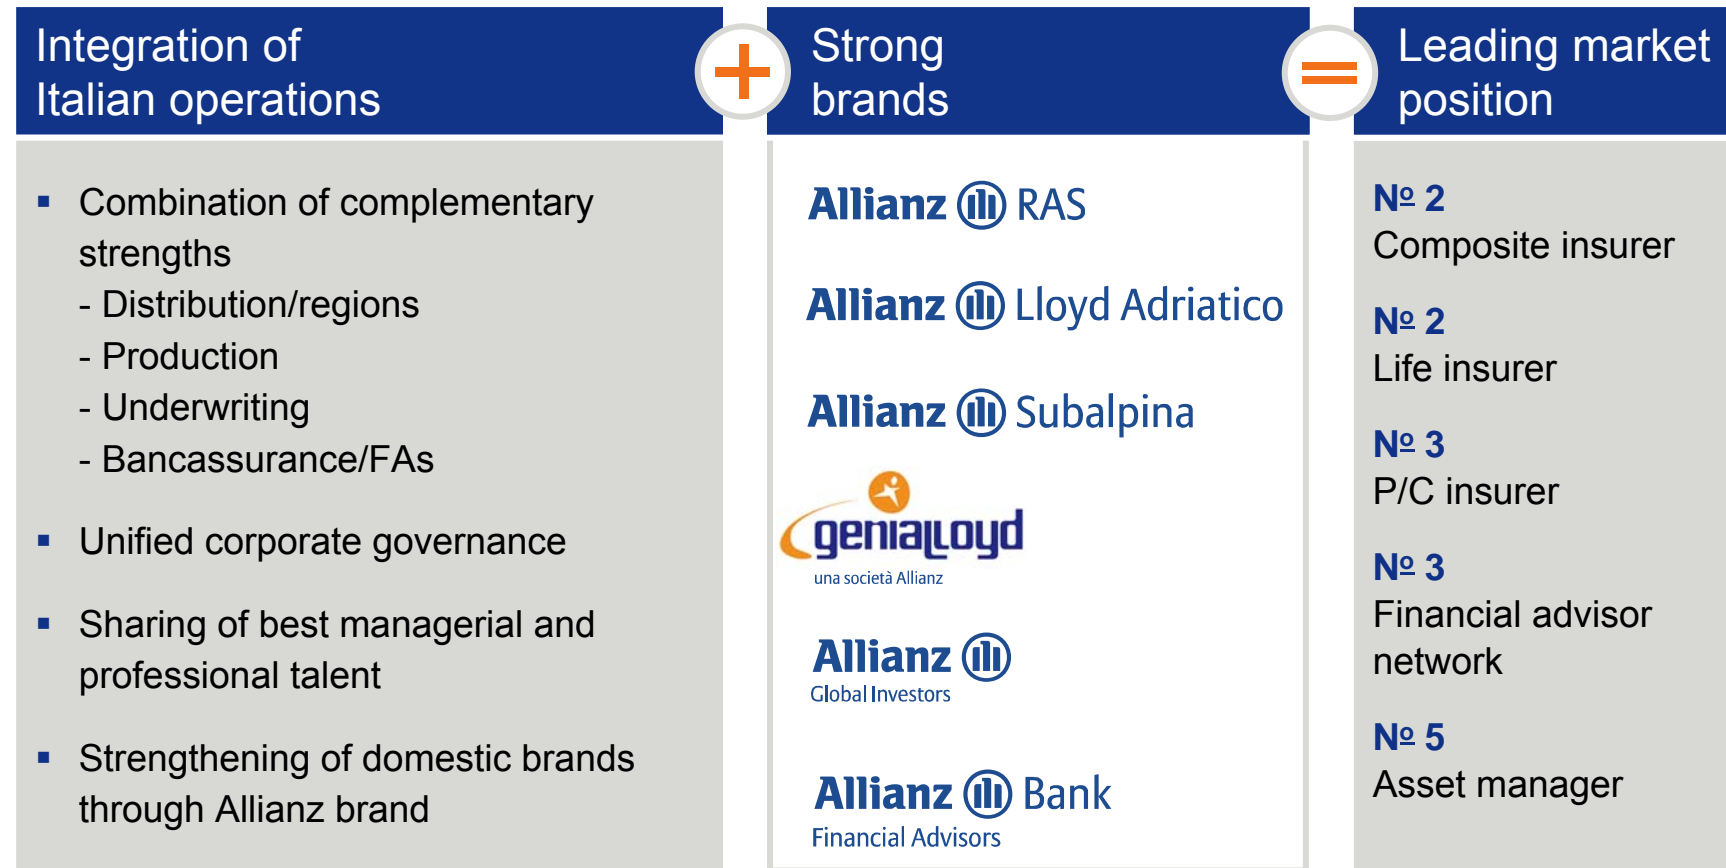 Integration of
Italian operations
Combination of complementary
strengths
- Distribution/regions
- Production
- Underwriting
- Bancassurance/FAs
Unified corporate governance
Sharing of best managerial and
professional talent
Strengthening of domestic brands
through Allianz brand
+
Strong
brands
Allianz RAS
Allianz Lloyd Adriatico
Allianz Subalpina
genialloyd
una società Allianz
Allianz
Global Investors
Allianz Bank
Financial Advisors
=
Leading market
position
Nº 2
Composite insurer
Nº 2
Life insurer
Nº 3
P/C insurer
Nº 3
Financial advisor
network
Nº 5
Asset manager